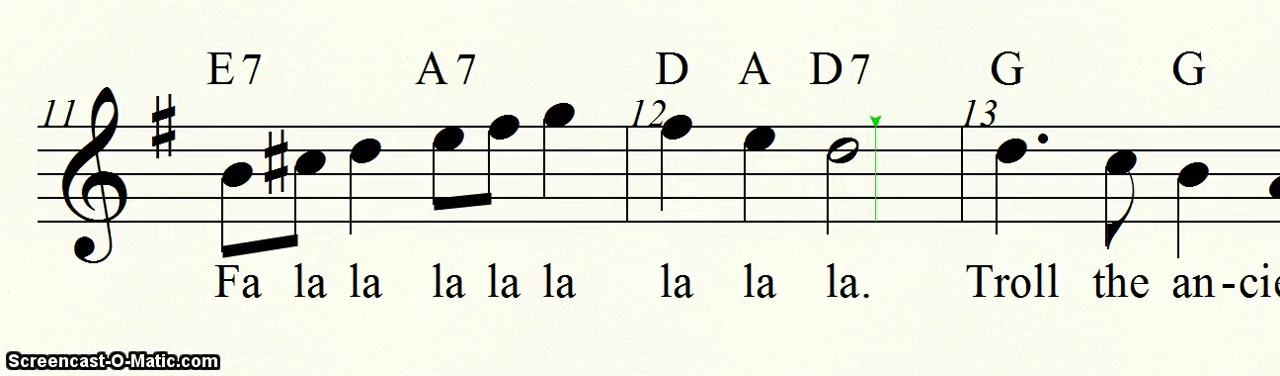 E7 A7 D A D7 G G
11 12 13
Fa la la la la la la la la. Troll the an-cie
Screencast-O-Matic.com